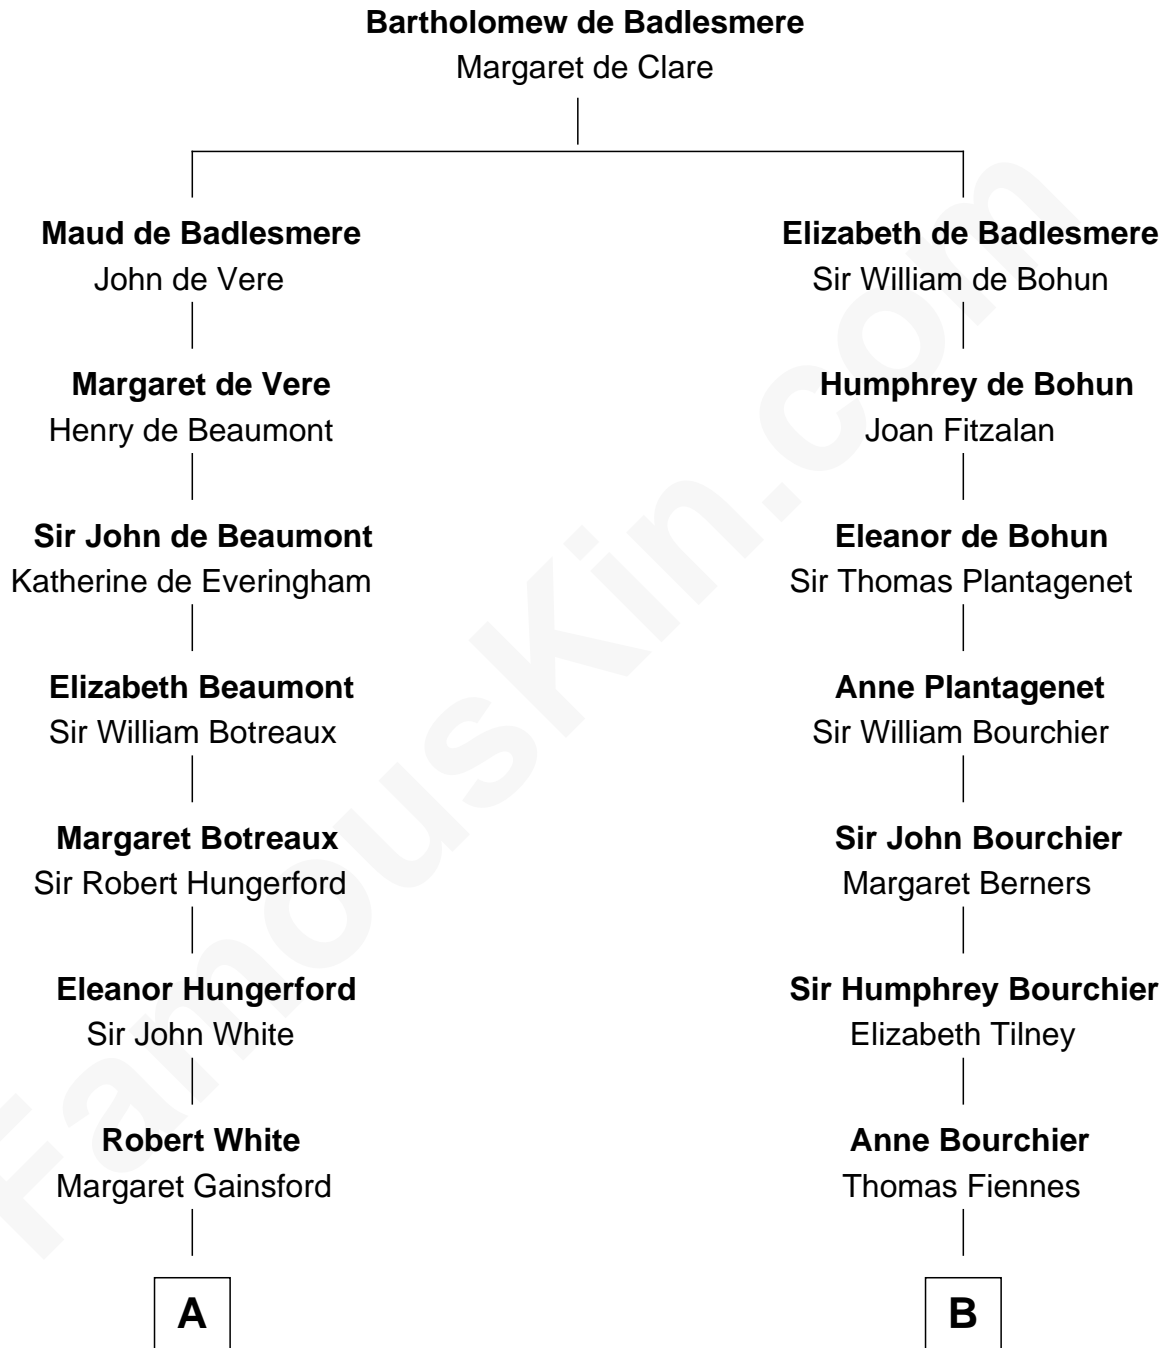 Bartholomew de Badlesmere
Margaret de Clare
Maud de Badlesmere
John de Vere
Margaret de Vere
Henry de Beaumont
Sir John de Beaumont
Katherine de Everingham
Elizabeth Beaumont
Sir William Botreaux
Margaret Botreaux
Sir Robert Hungerford
Eleanor Hungerford
Sir John White
Robert White
Margaret Gainsford
A
Elizabeth de Badlesmere
Sir William de Bohun
Humphrey de Bohun
Joan Fitzalan
Eleanor de Bohun
Sir Thomas Plantagenet
Anne Plantagenet
Sir William Bourchier
Sir John Bourchier
Margaret Berners
Sir Humphrey Bourchier
Elizabeth Tilney
Anne Bourchier
Thomas Fiennes
B
FamousKin.com